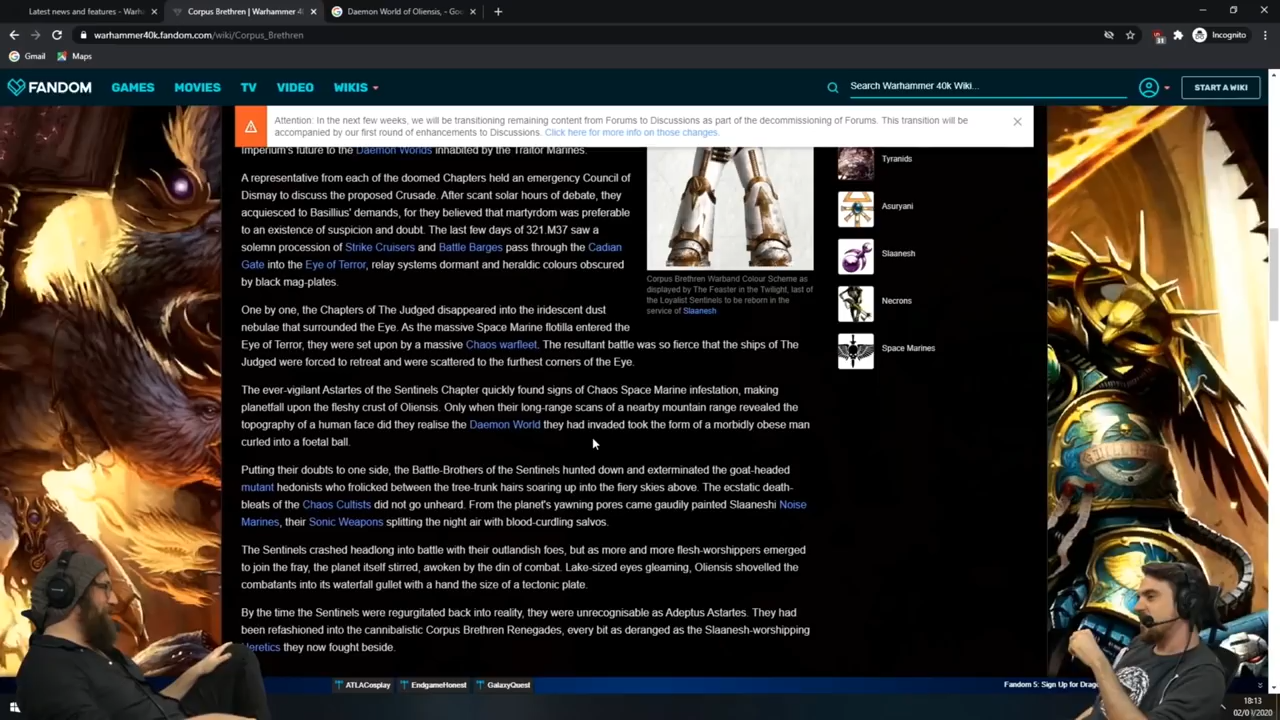 Latest news and features - Warh
Corpus Brethren | Warhammer 4
Daemon World of Oliensis, - Goo
warhammer40k.fandom.com/wiki/Corpus_Brethren
Incognito
Gmail
Maps
FANDOM
GAMES
MOVIES
TV
VIDEO
WIKIS
Search Warhammer 40k Wiki...
START A WIKI
Attention: In the next few weeks, we will be transitioning remaining content from Forums to Discussions as part of the decommissioning of Forums. This transition will
accompanied by our first round of enhancements to Discussions. Click here for more info on those changes.
Imperium's future to the Daemon Worlds inhabited by the Traitor Marines.
A representative from each of the doomed Chapters held an emergency Council of
Dismay to discuss the proposed Crusade. After scant solar hours of debate, they
acquiesced to Basillius' demands, for they believed that martyrdom was preferable
to an existence of suspicion and doubt. The last few days of 321.M37 saw a
solemn procession of Strike Cruisers and Battle Barges pass through the Cadian
Gate into the Eye of Terror, relay systems dormant and heraldic colours obscured
by black mag-plates.
One by one, the Chapters of The Judged disappeared into the iridescent dust
nebulae that surrounded the Eye. As the massive Space Marine flotilla entered the
Eye of Terror, they were set upon by a massive Chaos warfleet. The resultant battle was so fierce that the ships of The
Judged were forced to retreat and were scattered to the furthest corners of the Eye.
The ever-vigilant Astartes of the Sentinels Chapter quickly found signs of Chaos Space Marine infestation, making
planetfall upon the fleshy crust of Oliensis. Only when their long-range scans of a nearby mountain range revealed the
topography of a human face did they realise the Daemon World they had invaded took the form of a morbidly obese man
curled into a foetal ball.
Putting their doubts to one side, the Battle-Brothers of the Sentinels hunted down and exterminated the goat-headed
mutant hedonists who frolicked between the tree-trunk hairs soaring up into the fiery skies above. The ecstatic death-
bleats of the Chaos Cultists did not go unheard. From the planet's yawning pores came gaudily painted Slaaneshi Noise
Marines, their Sonic Weapons splitting the night air with blood-curdling salvos.
The Sentinels crashed headlong into battle with their outlandish foes, but as more and more flesh-worshippers emerged
to join the fray, the planet itself stirred, awoken by the din of combat. Lake-sized eyes gleaming, Oliensis shovelled the
combatants into its waterfall gullet with a hand the size of a tectonic plate.
By the time the Sentinels were regurgitated back into reality, they were unrecognisable as Adeptus Astartes. They had
been refashioned into the cannibalistic Corpus Brethren Renegades, every bit as deranged as the Slaanesh-worshipping
Heretics they now fought beside.
Corpus Brethren Warband Colour Scheme as
displayed by The Feaster in the Twilight, last of
the Loyalist Sentinels to be reborn in the
service of Slaanesh
Tyranids
Asuryani
Slaanesh
Necrons
Space Marines
ATLACosplay
EndgameHonest
GalaxyQuest
Fandom 5: Sign Up for
18:13